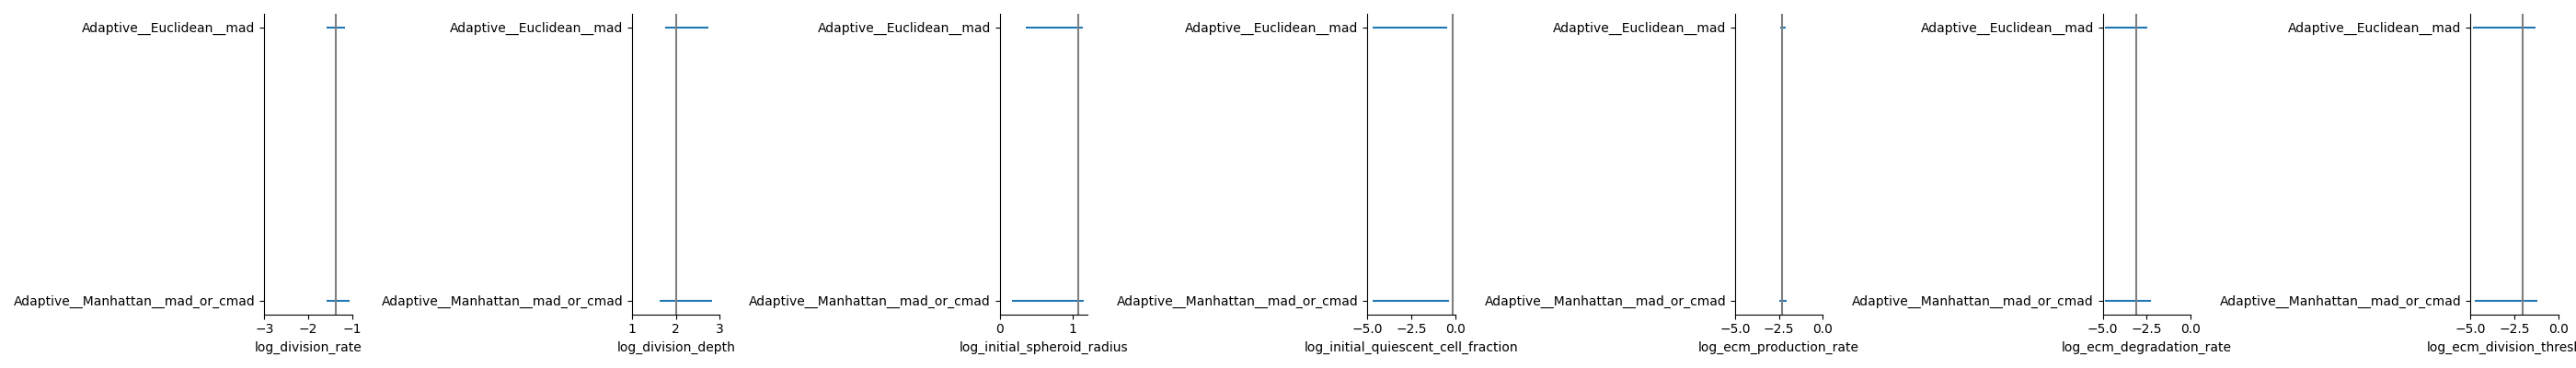 Adaptive__Euclidean__mad
Adaptive__Manhattan__mad_or_cmad
−3 −2 −1
log_division_rate
Adaptive__Euclidean__mad
Adaptive__Manhattan__mad_or_cmad
1 2 3
log_division_depth
Adaptive__Euclidean__mad
Adaptive__Manhattan__mad_or_cmad
0 1
log_initial_spheroid_radius
Adaptive__Euclidean__mad
Adaptive__Manhattan__mad_or_cmad
−5.0 −2.5 0.0
log_initial_quiescent_cell_fraction
Adaptive__Euclidean__mad
Adaptive__Manhattan__mad_or_cmad
−5.0 −2.5 0.0
log_ecm_production_rate
Adaptive__Euclidean__mad
Adaptive__Manhattan__mad_or_cmad
−5.0 −2.5 0.0
log_ecm_degradation_rate
Adaptive__Euclidean__mad
Adaptive__Manhattan__mad_or_cmad
−5.0 −2.5 0.0
log_ecm_division_thresh